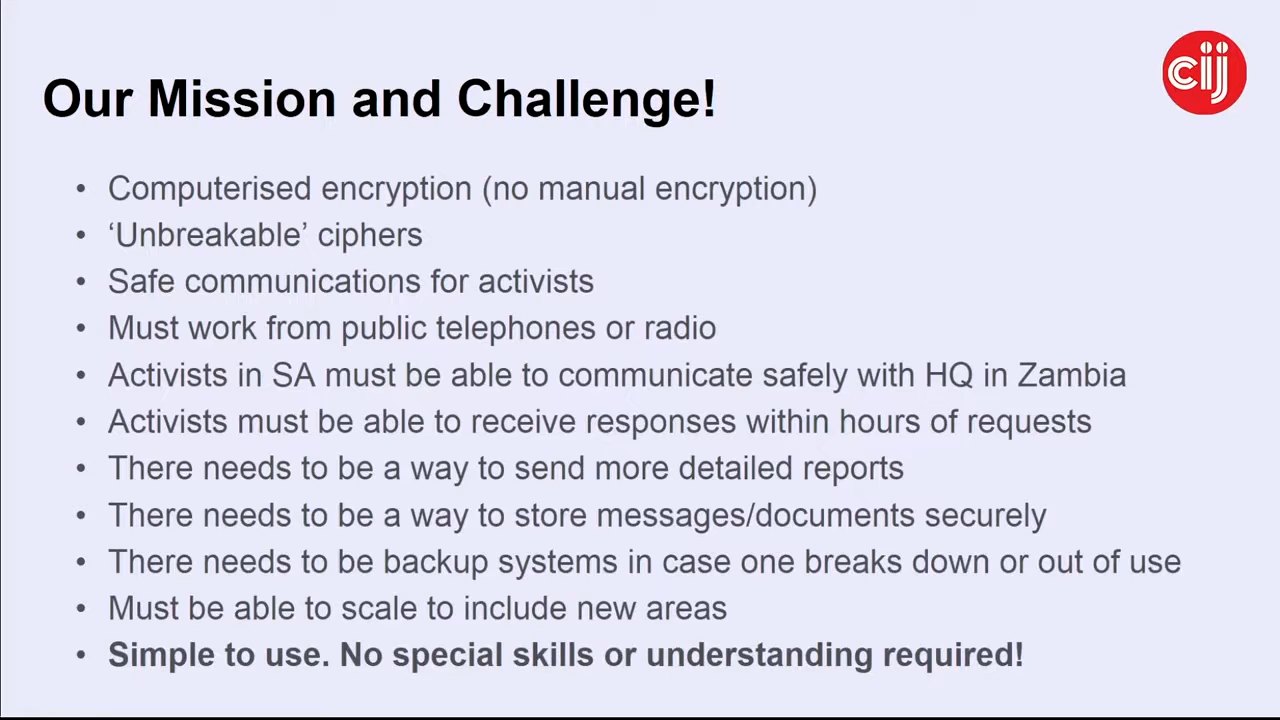 cij
Our Mission and Challenge!
• Computerised encryption (no manual encryption)
• ‘Unbreakable’ ciphers
• Safe communications for activists
• Must work from public telephones or radio
• Activists in SA must be able to communicate safely with HQ in Zambia
• Activists must be able to receive responses within hours of requests
• There needs to be a way to send more detailed reports
• There needs to be a way to store messages/documents securely
• There needs to be backup systems in case one breaks down or out of use
• Must be able to scale to include new areas
• Simple to use. No special skills or understanding required!